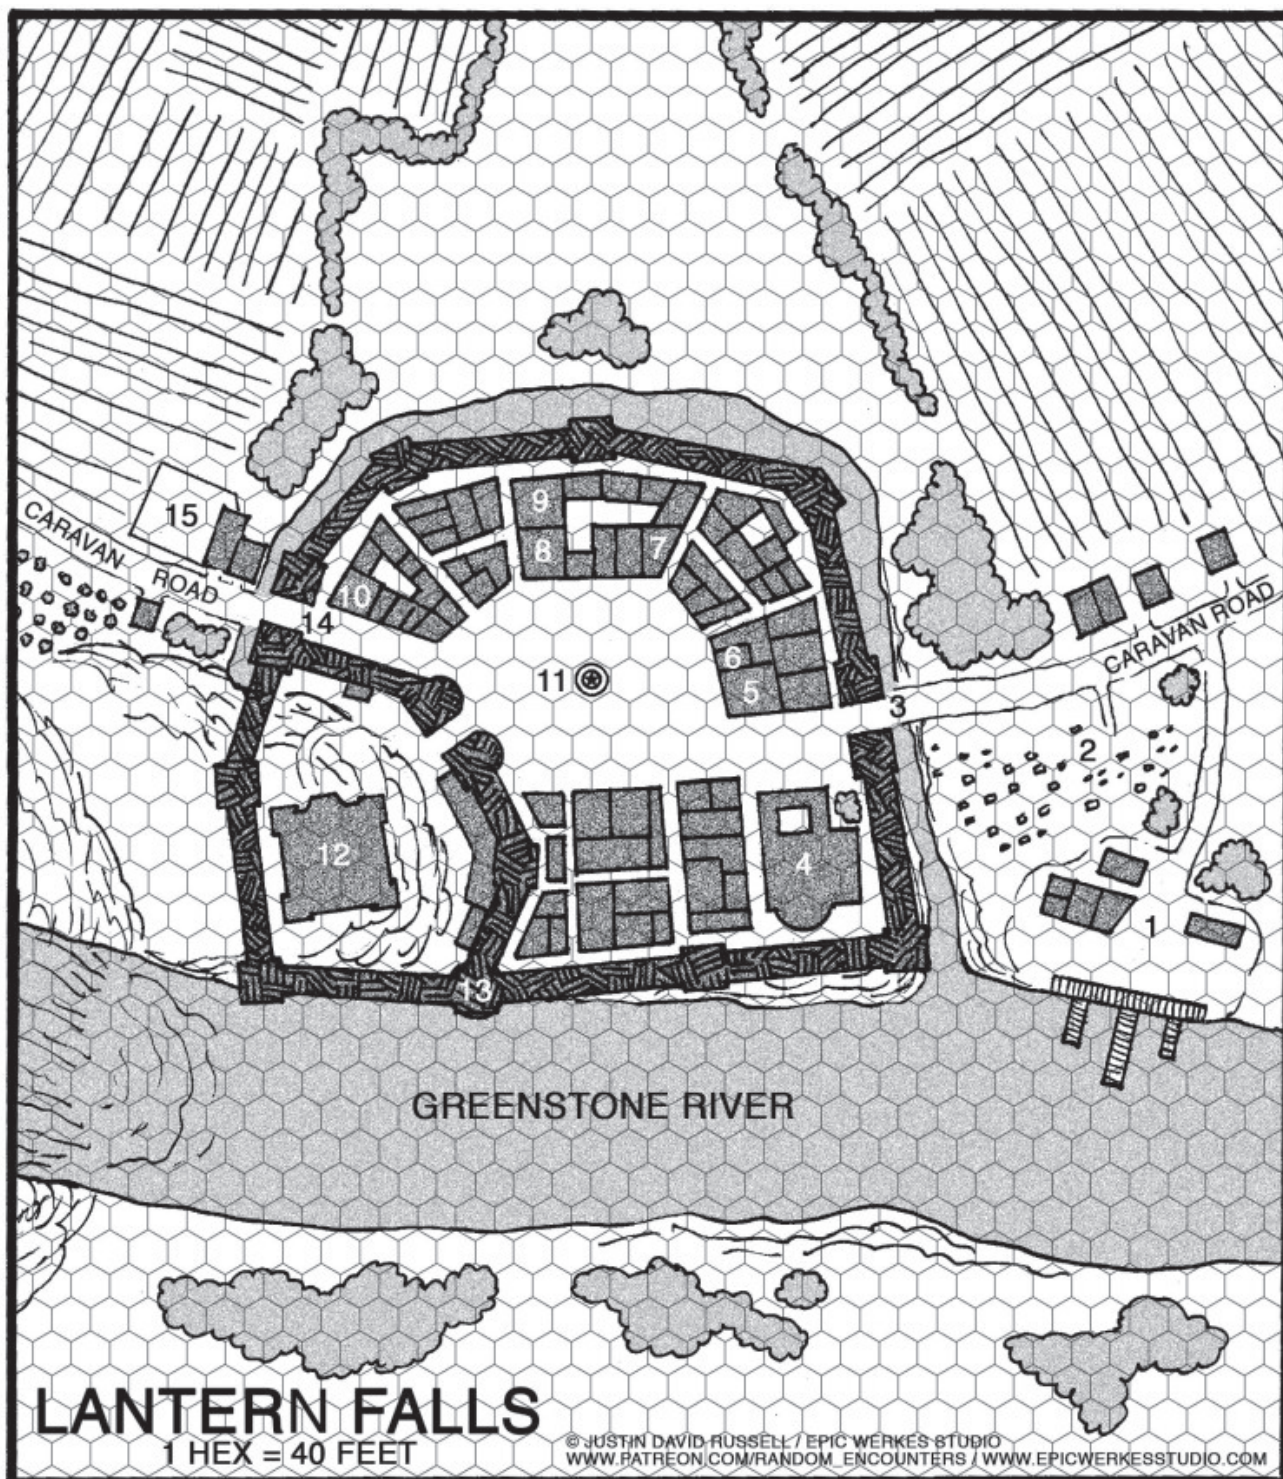 9
15
8
7
CARAVAN
ROAD
10
14
CARAVAN ROAD
6
11
5
3
2
12
4
1
13
GREENSTONE RIVER
LANTERN FALLS
1 HEX = 40 FEET
© JUSTIN DAVID RUSSELL / EPIC WERKES STUDIO
WWW.PATREON.COM/RANDOM_ENCOUNTERS / WWW.EPICWERKESSTUDIO.COM